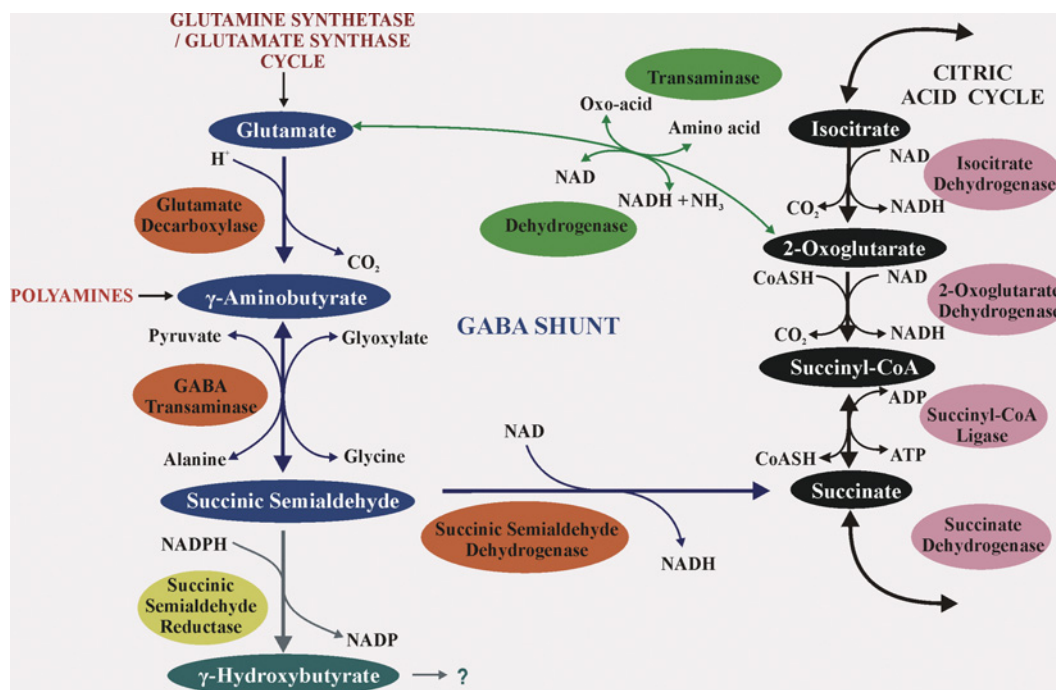 GLUTAMINE SYNTHETASE
/ GLUTAMATE SYNTHASE
CYCLE
Glutamate
H⁺
Glutamate
Decarboxylase
CO₂
POLYAMINES
γ-Aminobutyrate
Pyruvate
Glyoxylate
GABA
Transaminase
Alanine
Glycine
Succinic Semialdehyde
NADPH
Succinic
Semialdehyde
Reductase
NADP
γ-Hydroxybutyrate
?
GABA SHUNT
Transaminase
Oxo-acid
Amino acid
NAD
NADH + NH₃
Dehydrogenase
NAD
Succinic Semialdehyde
Dehydrogenase
NADH
CITRIC
ACID CYCLE
Isocitrate
NAD
Isocitrate
Dehydrogenase
CO₂
NADH
2-Oxoglutarate
CoASH
NAD
2-Oxoglutarate
Dehydrogenase
CO₂
NADH
Succinyl-CoA
ADP
Succinyl-CoA
Ligase
CoASH
ATP
Succinate
Succinate
Dehydrogenase